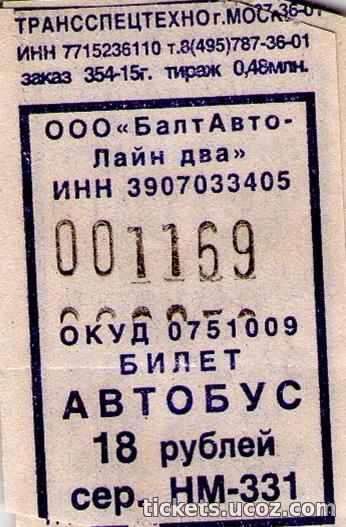 ТРАНССПЕЦТЕХНО г.МОСК
ИНН 7715236110 т.8(495)787-36-01
заказ 354-15г. тираж 0,48млн.
ООО «БалтАвто-
Лайн два»
ИНН 3907033405
001169
ОКУД 0751009
БИЛЕТ
АВТОБУС
18 рублей
сер. НМ-331
tickets.ucoz.com